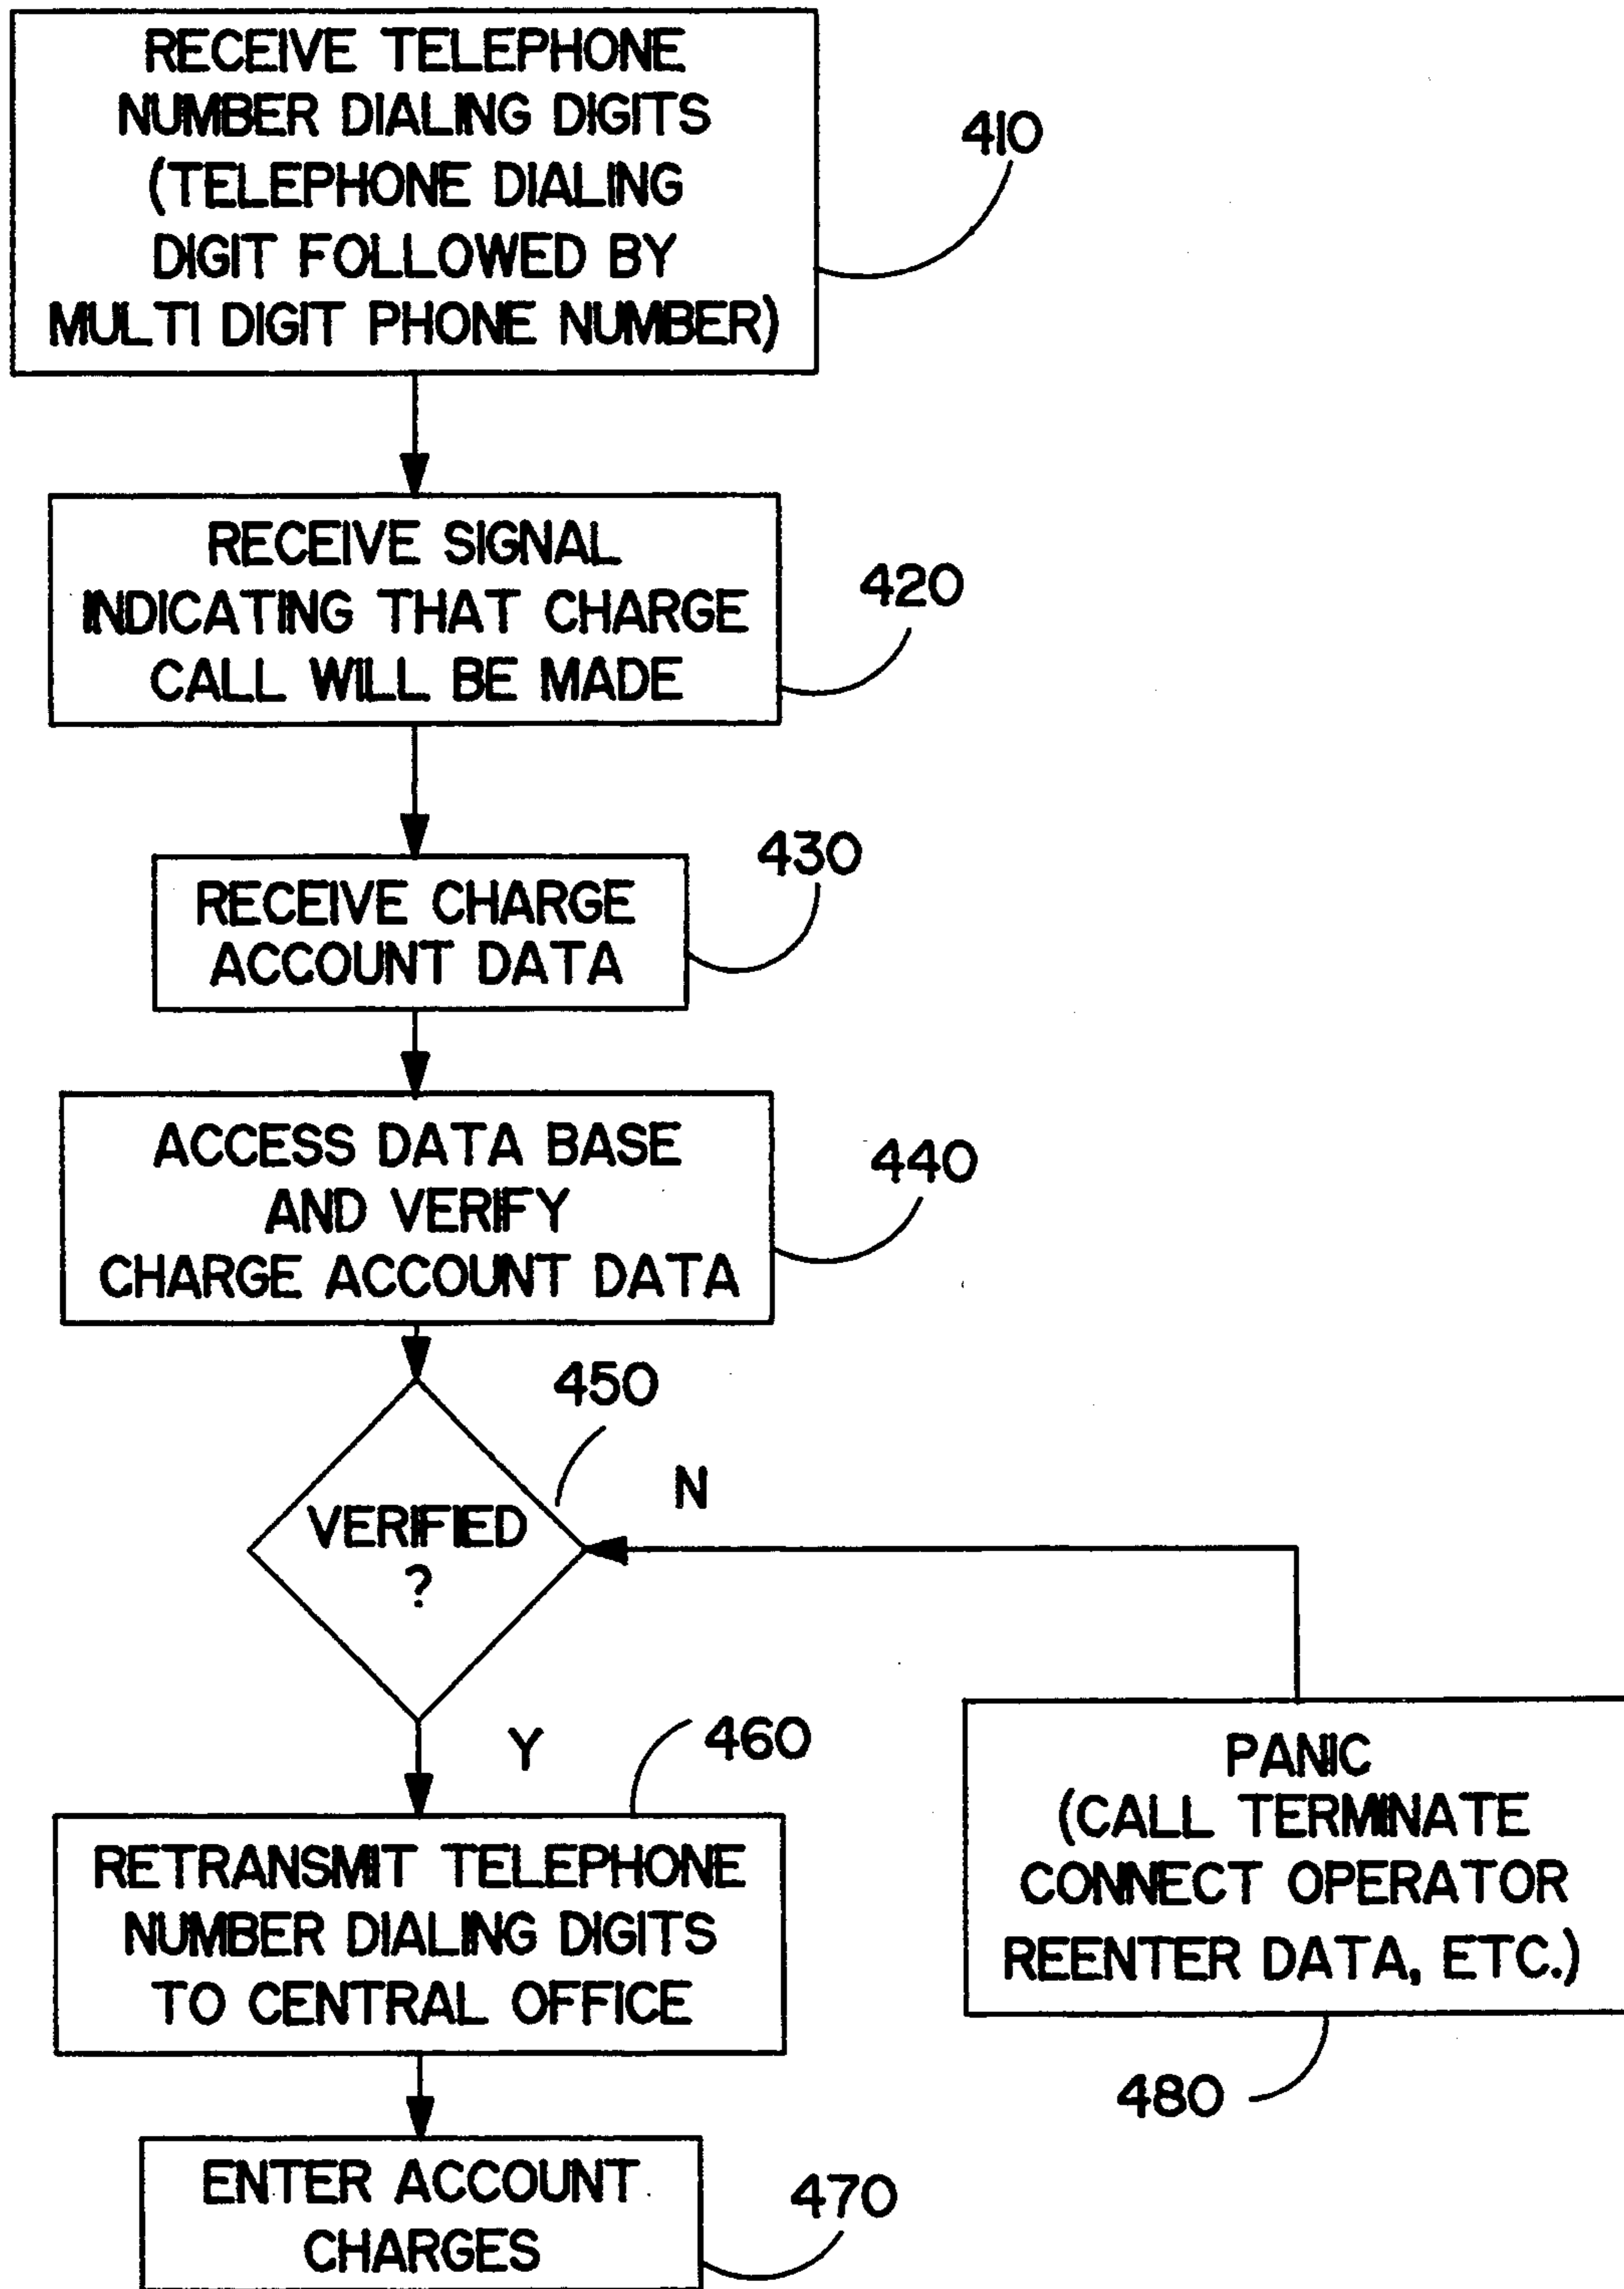 RECEIVE TELEPHONE
NUMBER DIALING DIGITS
(TELEPHONE DIALING
DIGIT FOLLOWED BY
MULTI DIGIT PHONE NUMBER)
410
RECEIVE SIGNAL
INDICATING THAT CHARGE
CALL WILL BE MADE
420
430
RECEIVE CHARGE
ACCOUNT DATA
ACCESS DATA BASE
AND VERIFY
CHARGE ACCOUNT DATA
440
450
N
VERIFIED
?
Y
460
RETRANSMIT TELEPHONE
NUMBER DIALING DIGITS
TO CENTRAL OFFICE
PANIC
(CALL TERMINATE
CONNECT OPERATOR
REENTER DATA, ETC.)
480
ENTER ACCOUNT
CHARGES
470